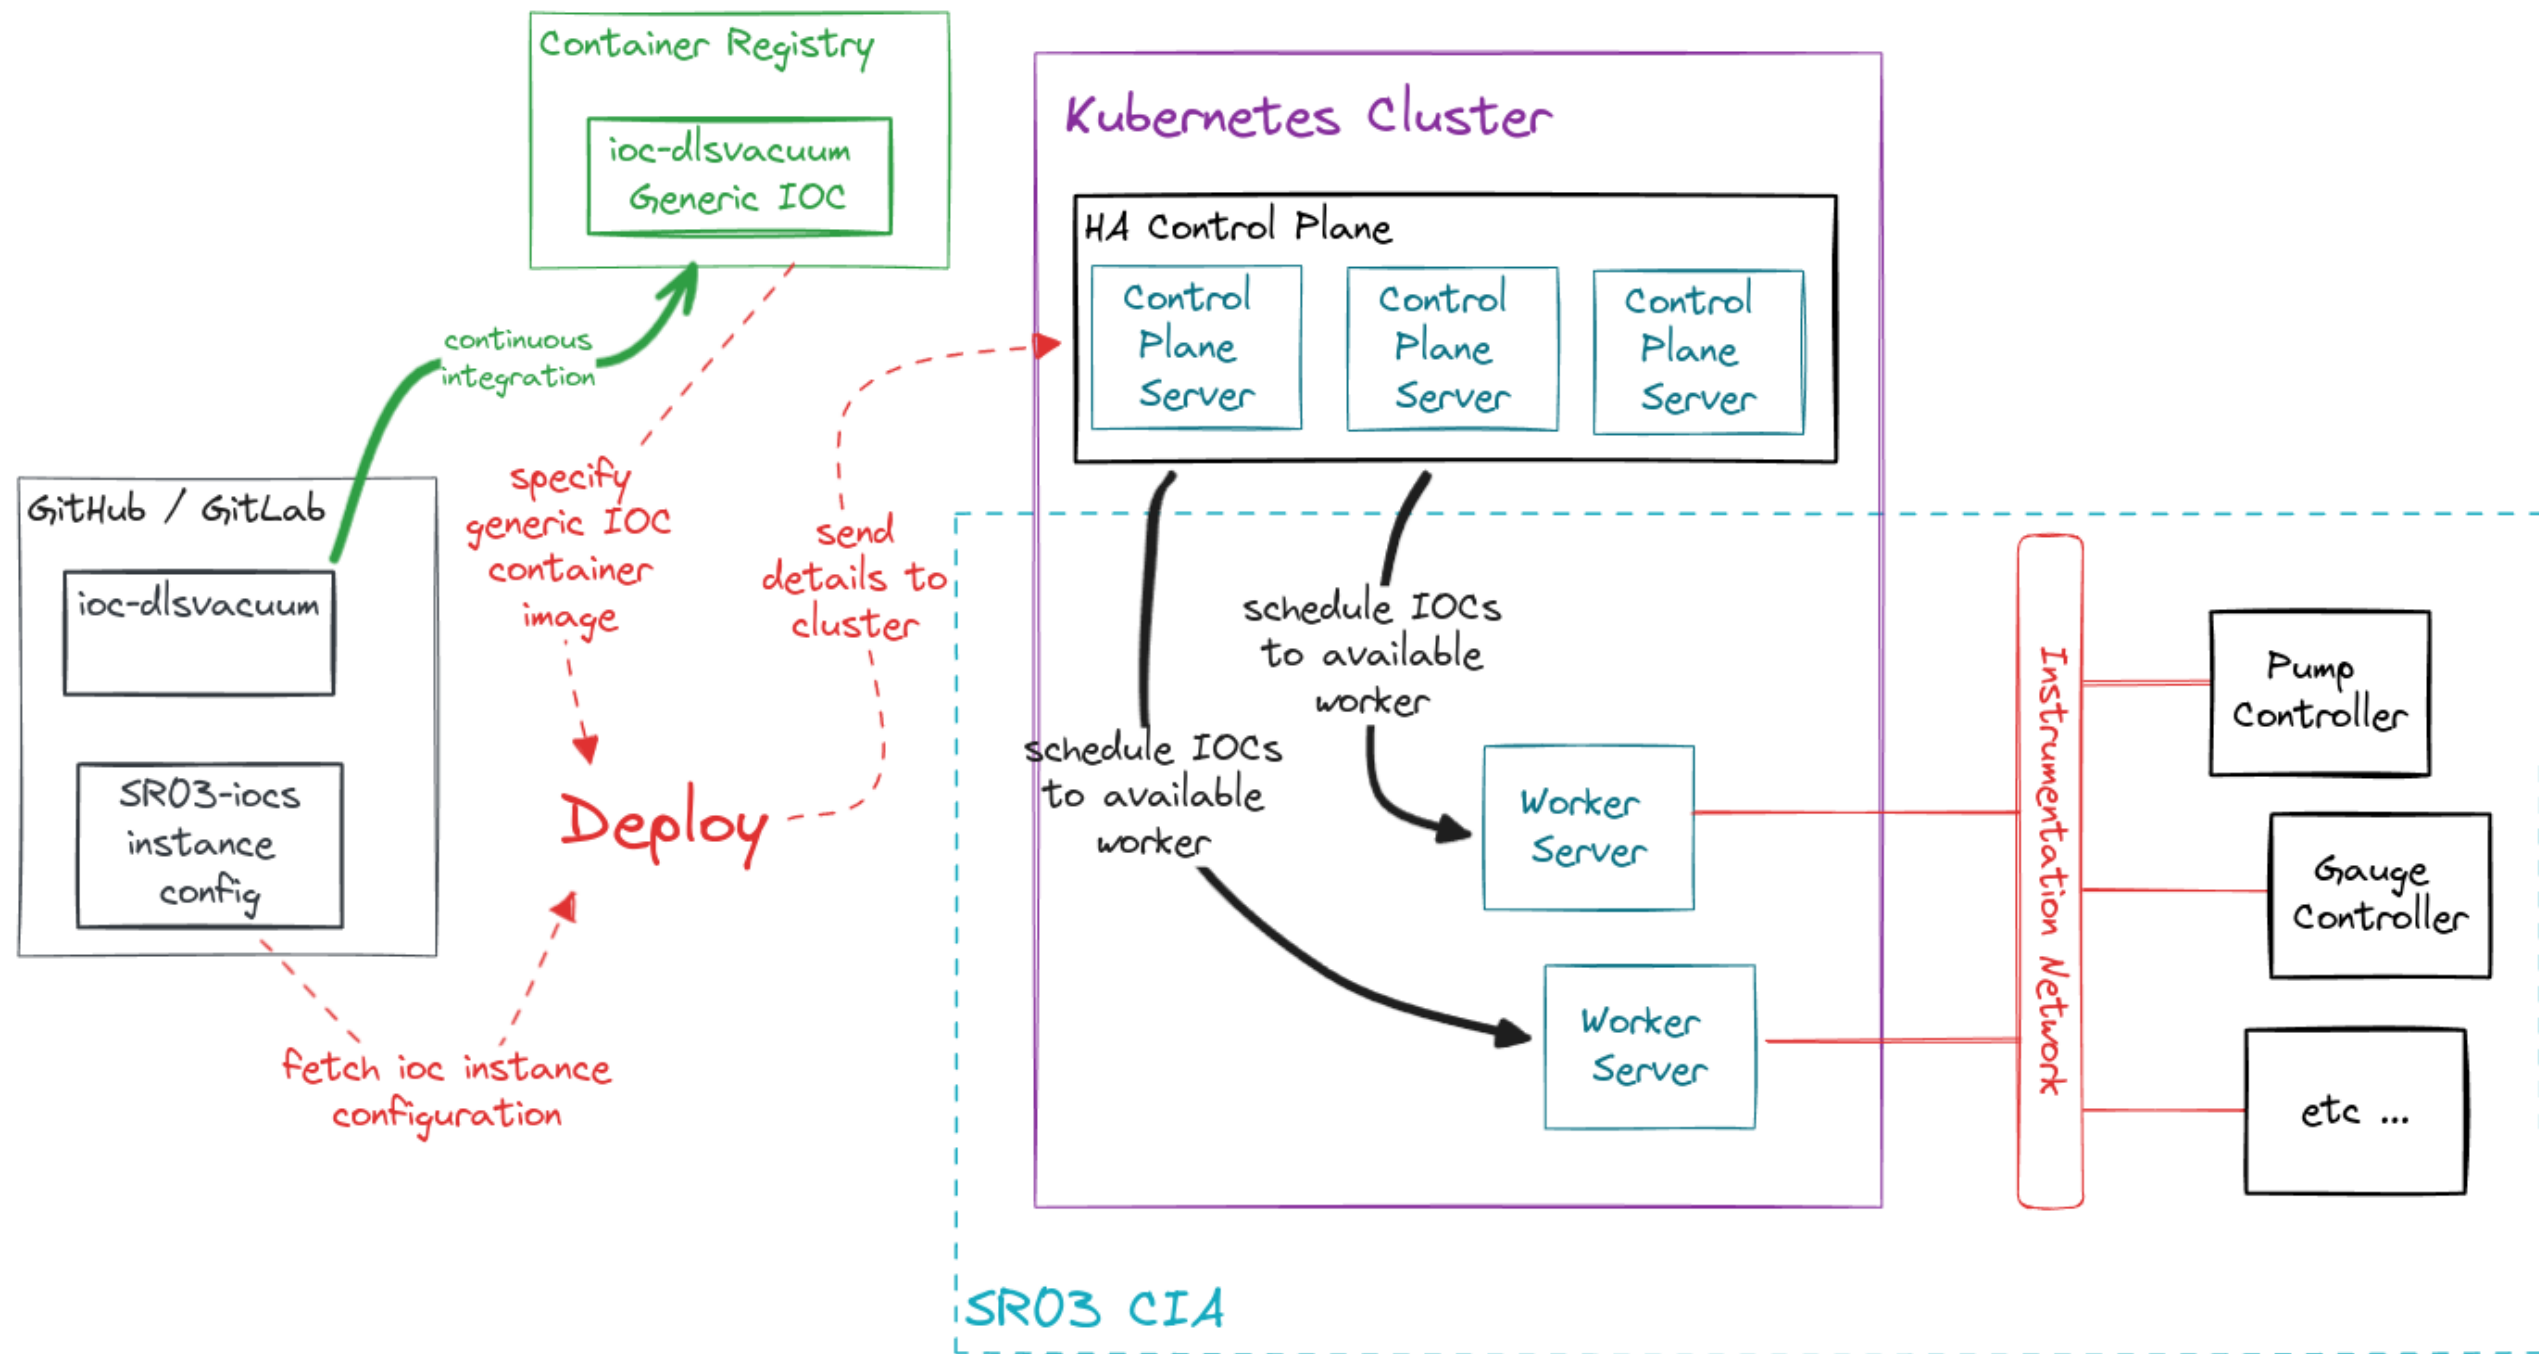 Container Registry
ioc-dlsvacuum
Generic IOC
continuous
integration
GitHub / GitLab
ioc-dlsvacuum
SR03-iocs
instance
config
specify
generic IOC
container
image
send
details to
cluster
Deploy
fetch ioc instance
configuration
Kubernetes Cluster
HA Control Plane
Control
Plane
Server
Control
Plane
Server
Control
Plane
Server
schedule IOCs
to available
worker
schedule IOCs
to available
worker
Worker
Server
Worker
Server
Instrumentation Network
Pump
Controller
Gauge
Controller
etc ...
SR03 CIA